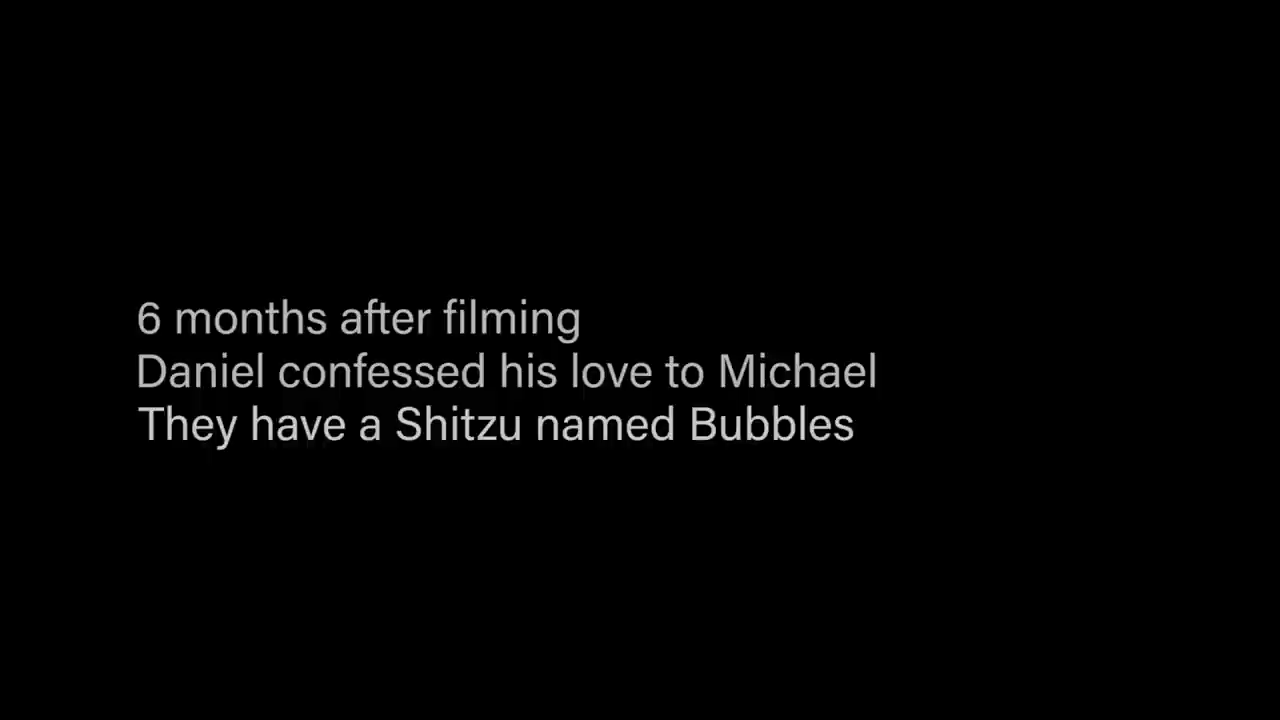 6 months after filming
Daniel confessed his love to Michael
They have a Shitzu named Bubbles